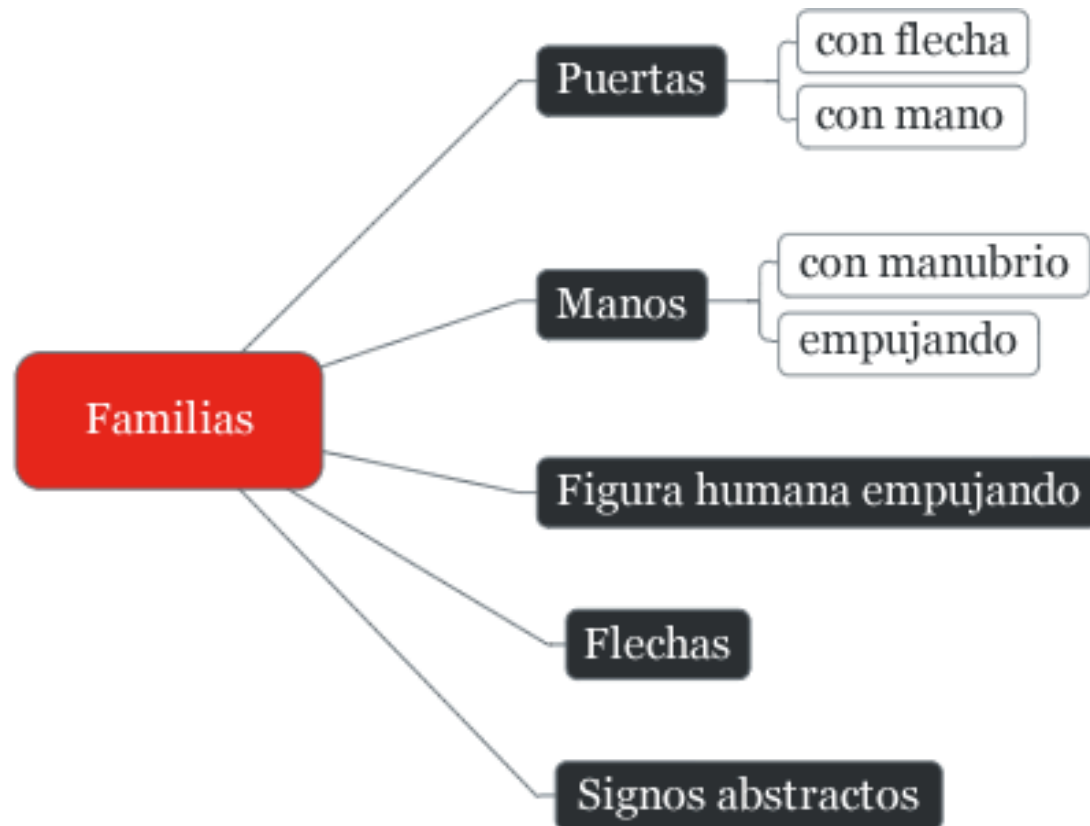 Familias
Puertas
con flecha
con mano
Manos
con manubrio
empujando
Figura humana empujando
Flechas
Signos abstractos